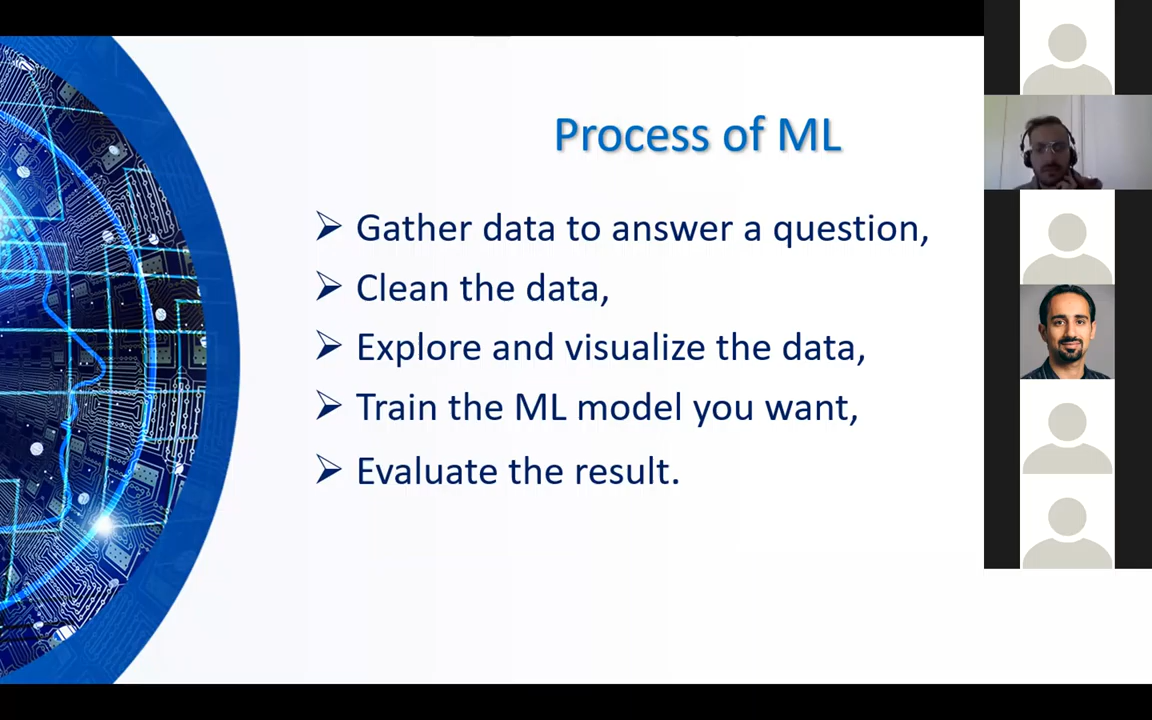 Process of ML
Gather data to answer a question,
Clean the data,
Explore and visualize the data,
Train the ML model you want,
Evaluate the result.